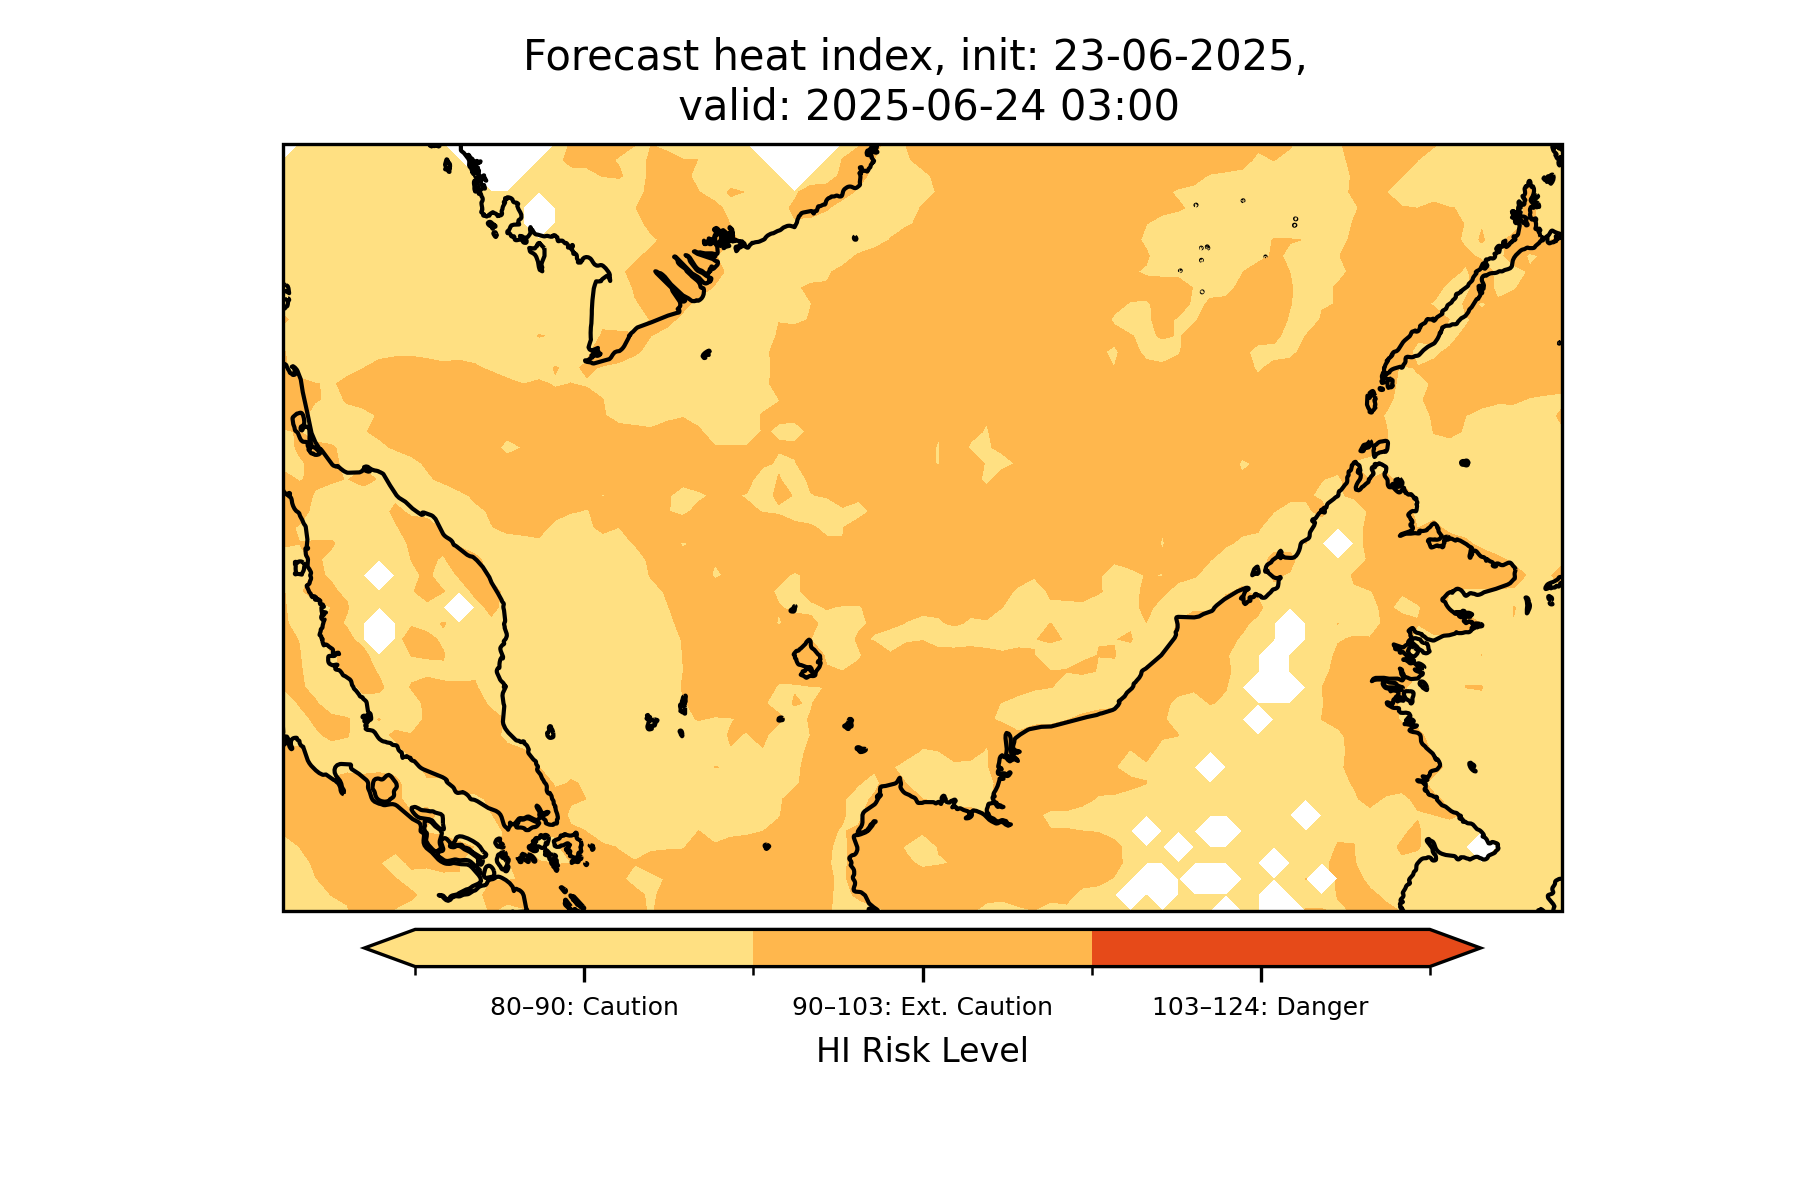 Forecast heat index, init: 23-06-2025,
valid: 2025-06-24 03:00
80–90: Caution
90–103: Ext. Caution
103–124: Danger
HI Risk Level